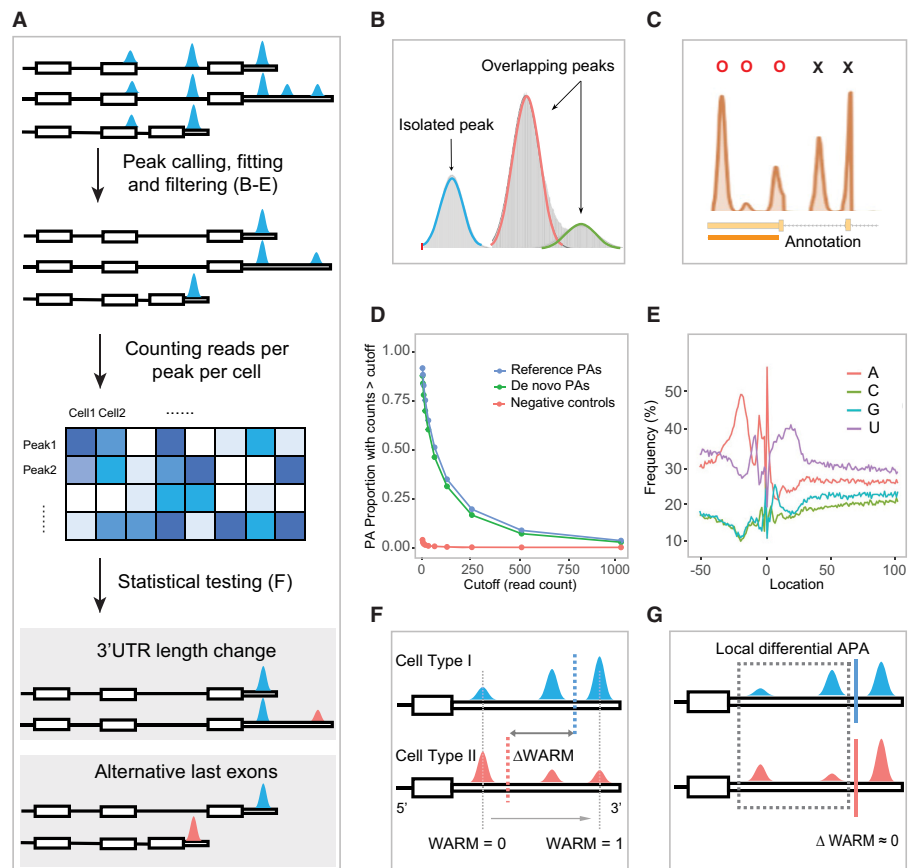 A
Peak calling, fitting
and filtering (B-E)
Counting reads per
peak per cell
Cell1 Cell2 ......
Peak1
Peak2
......
Statistical testing (F)
3'UTR length change
Alternative last exons
B
Overlapping peaks
Isolated peak
C
O O O X X
Annotation
D
PA Proportion with counts > cutoff
1.00
0.75
0.50
0.25
0.00
Reference PAs
De novo PAs
Negative controls
0 250 500 750 1000
Cutoff (read count)
E
Frequency (%)
50
40
30
20
10
A
C
G
U
-50 0 50 100
Location
F
Cell Type I
ΔWARM
Cell Type II
5' 3'
WARM = 0 WARM = 1
G
Local differential APA
Δ WARM ≈ 0